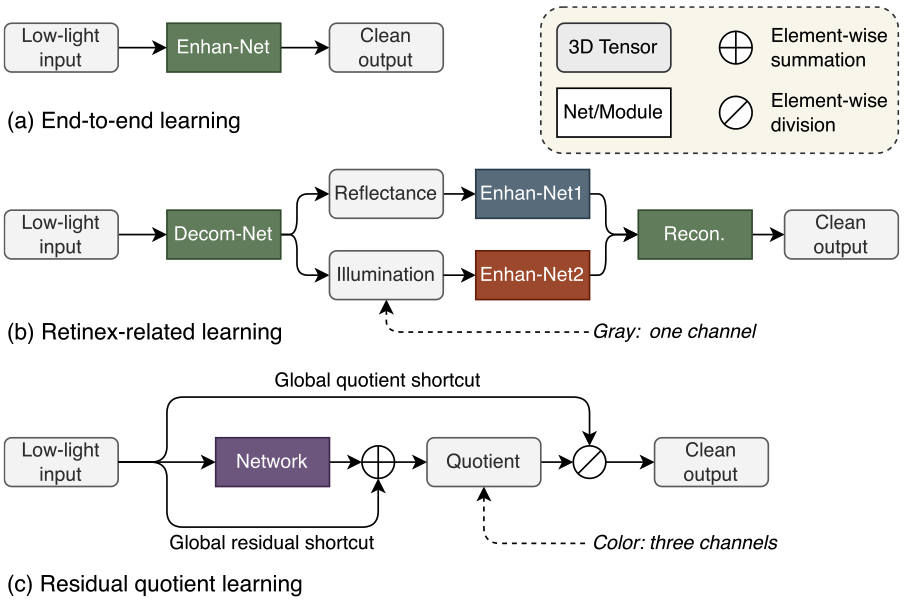 Low-light
input
Enhan-Net
Clean
output
(a) End-to-end learning
3D Tensor
Element-wise
summation
Net/Module
Element-wise
division
Low-light
input
Decom-Net
Reflectance
Enhan-Net1
Illumination
Enhan-Net2
Recon.
Clean
output
Gray: one channel
(b) Retinex-related learning
Global quotient shortcut
Low-light
input
Network
Quotient
Clean
output
Global residual shortcut
Color: three channels
(c) Residual quotient learning